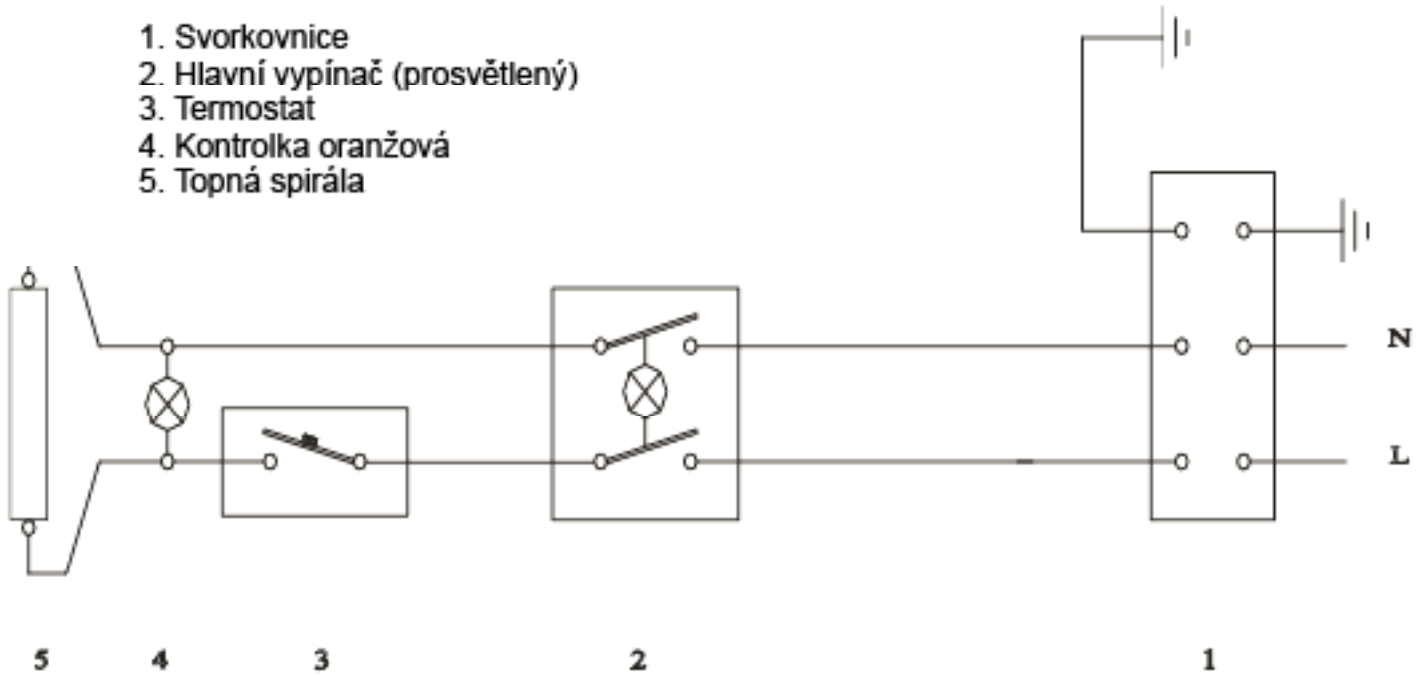 1. Svorkovnice
2. Hlavní vypínač (prosvětlený)
3. Termostat
4. Kontrolka oranžová
5. Topná spirála
N
L
5 4 3 2 1